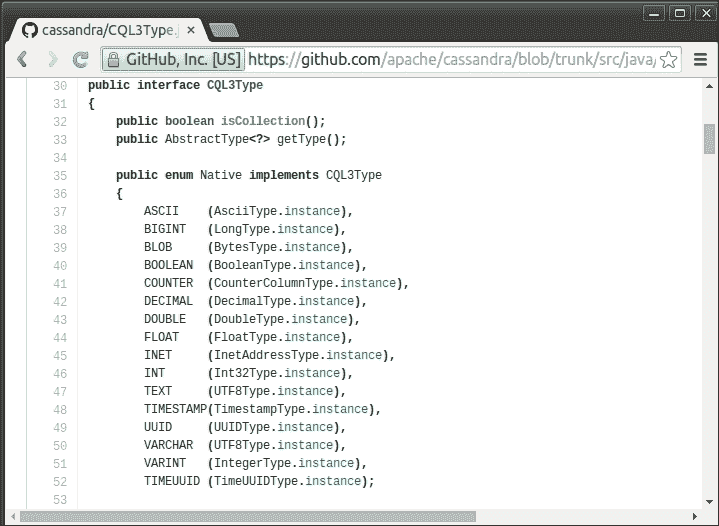 cassandra/CQL3Type.j
GitHub, Inc. [US] https://github.com/apache/cassandra/blob/trunk/src/java/
30 public interface CQL3Type
31 {
32 public boolean isCollection();
33 public AbstractType<?> getType();
34
35 public enum Native implements CQL3Type
36 {
37 ASCII (AsciiType.instance),
38 BIGINT (LongType.instance),
39 BLOB (BytesType.instance),
40 BOOLEAN (BooleanType.instance),
41 COUNTER (CounterColumnType.instance),
42 DECIMAL (DecimalType.instance),
43 DOUBLE (DoubleType.instance),
44 FLOAT (FloatType.instance),
45 INET (InetAddressType.instance),
46 INT (Int32Type.instance),
47 TEXT (UTF8Type.instance),
48 TIMESTAMP(TimestampType.instance),
49 UUID (UUIDType.instance),
50 VARCHAR (UTF8Type.instance),
51 VARINT (IntegerType.instance),
52 TIMEUUID (TimeUUIDType.instance);
53